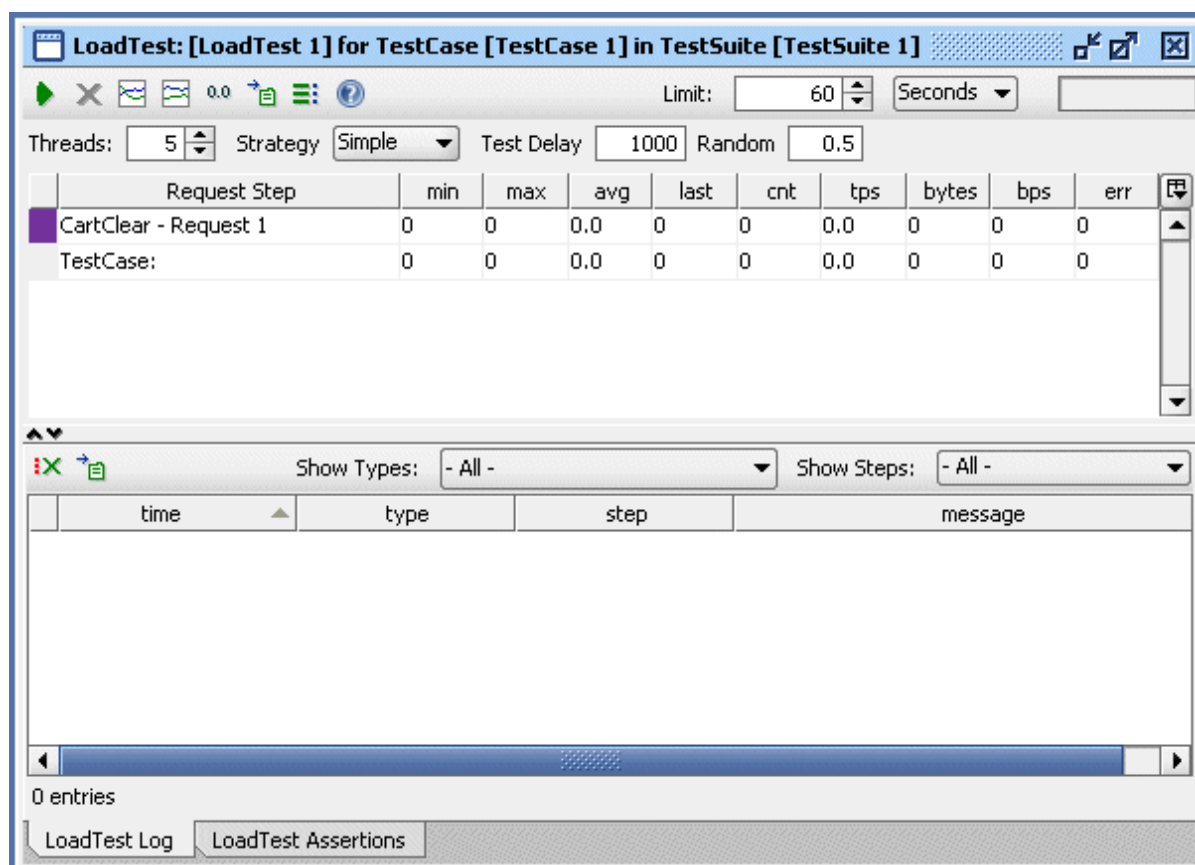 LoadTest: [LoadTest 1] for TestCase [TestCase 1] in TestSuite [TestSuite 1]
0.0 Limit: 60 Seconds
Threads: 5 Strategy Simple Test Delay 1000 Random 0.5
Request Step min max avg last cnt tps bytes bps err
CartClear - Request 1 0 0 0.0 0 0 0.0 0 0 0
TestCase: 0 0 0.0 0 0 0.0 0 0 0
Show Types: - All - Show Steps: - All -
time type step message
0 entries
LoadTest Log LoadTest Assertions